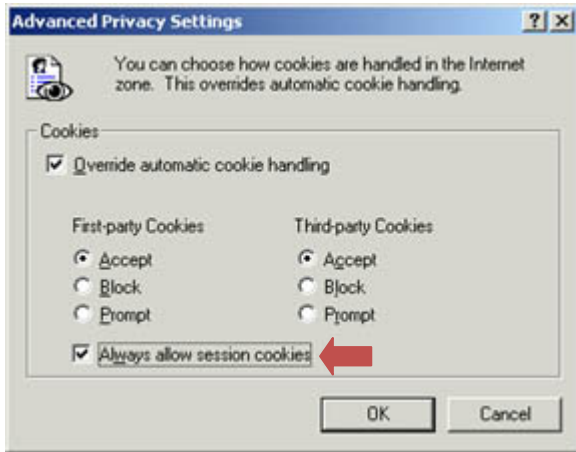 Advanced Privacy Settings
You can choose how cookies are handled in the Internet
zone. This overrides automatic cookie handling.
Cookies
Override automatic cookie handling
First-party Cookies Third-party Cookies
Accept Accept
Block Block
Prompt Prompt
Always allow session cookies
OK Cancel